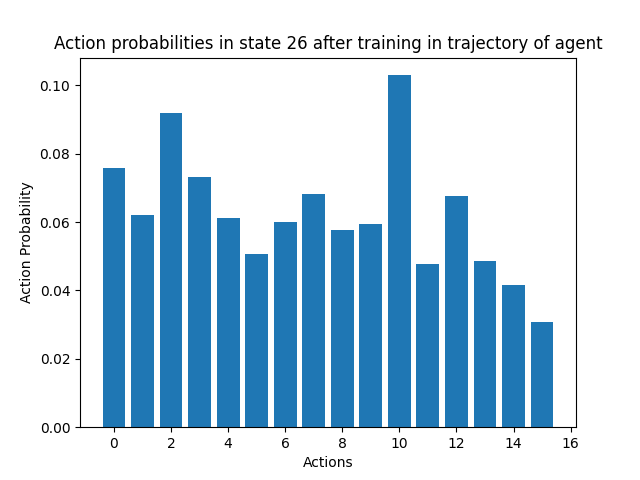 Action probabilities in state 26 after training in trajectory of agent
0.10
0.08
0.06
0.04
0.02
0.00
Action Probability
0 2 4 6 8 10 12 14 16
Actions